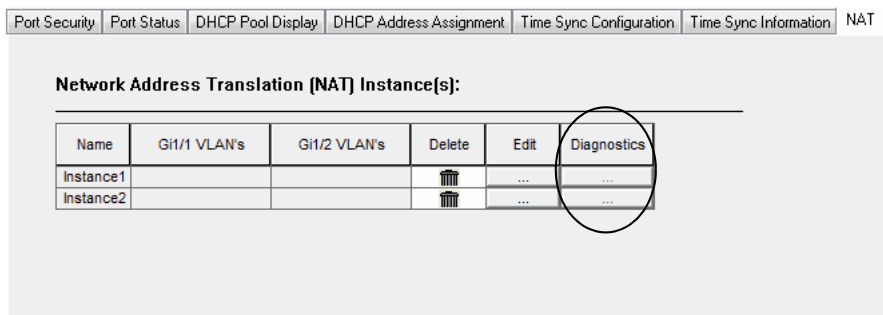 Port Security Port Status DHCP Pool Display DHCP Address Assignment Time Sync Configuration Time Sync Information NAT
Network Address Translation (NAT) Instance(s):
Name Gi1/1 VLAN's Gi1/2 VLAN's Delete Edit Diagnostics
Instance1 ... ...
Instance2 ... ...